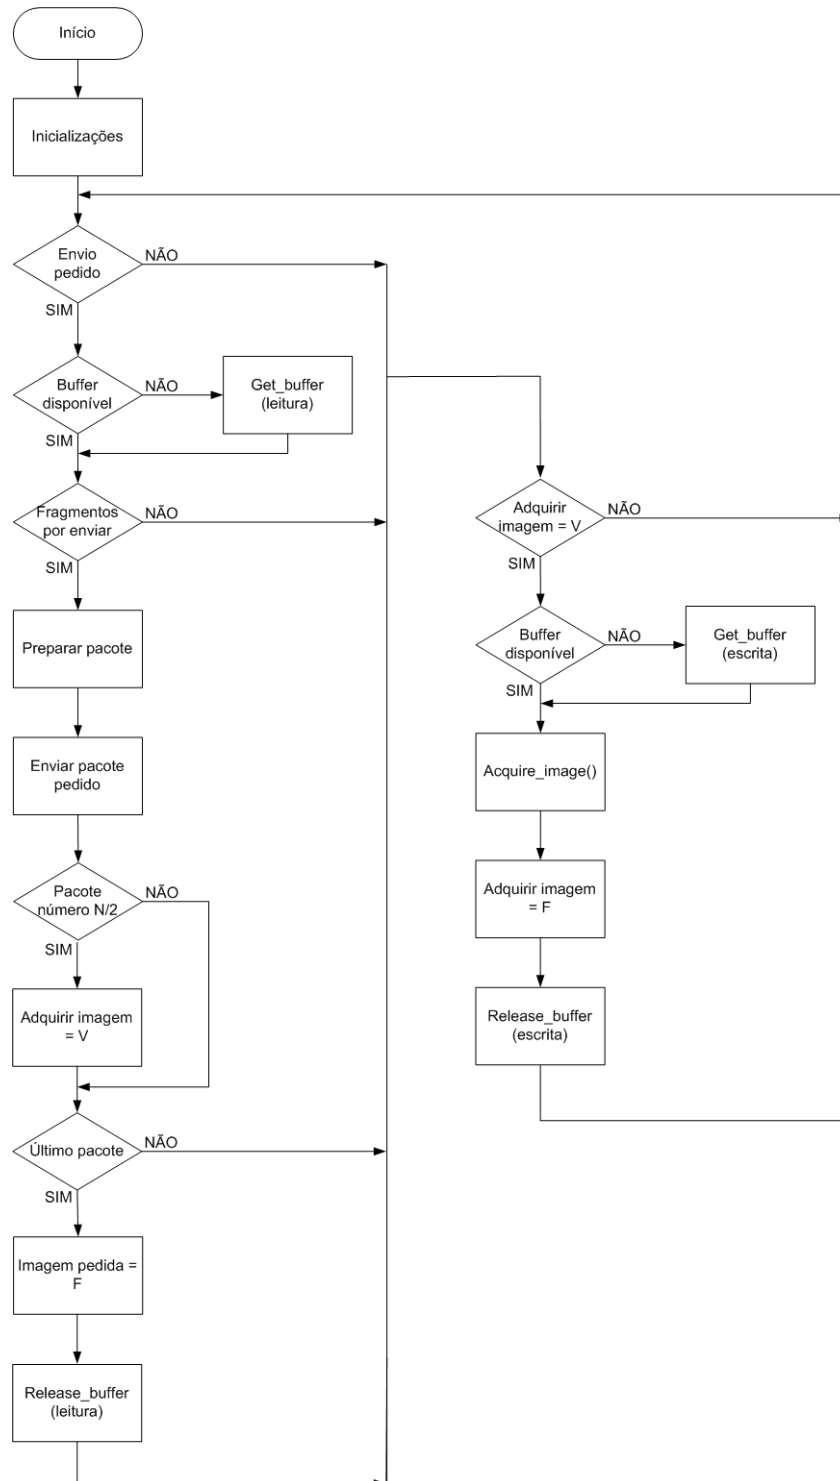 Início
Inicializações
Envio
pedido
NÃO
SIM
Buffer
disponível
NÃO
Get_buffer
(leitura)
SIM
Fragmentos
por enviar
NÃO
SIM
Preparar pacote
Enviar pacote
pedido
Pacote
número N/2
NÃO
SIM
Adquirir imagem
= V
Último pacote
NÃO
SIM
Imagem pedida =
F
Release_buffer
(leitura)
Adquirir
imagem = V
NÃO
SIM
Buffer
disponível
NÃO
Get_buffer
(escrita)
SIM
Acquire_image()
Adquirir imagem
= F
Release_buffer
(escrita)